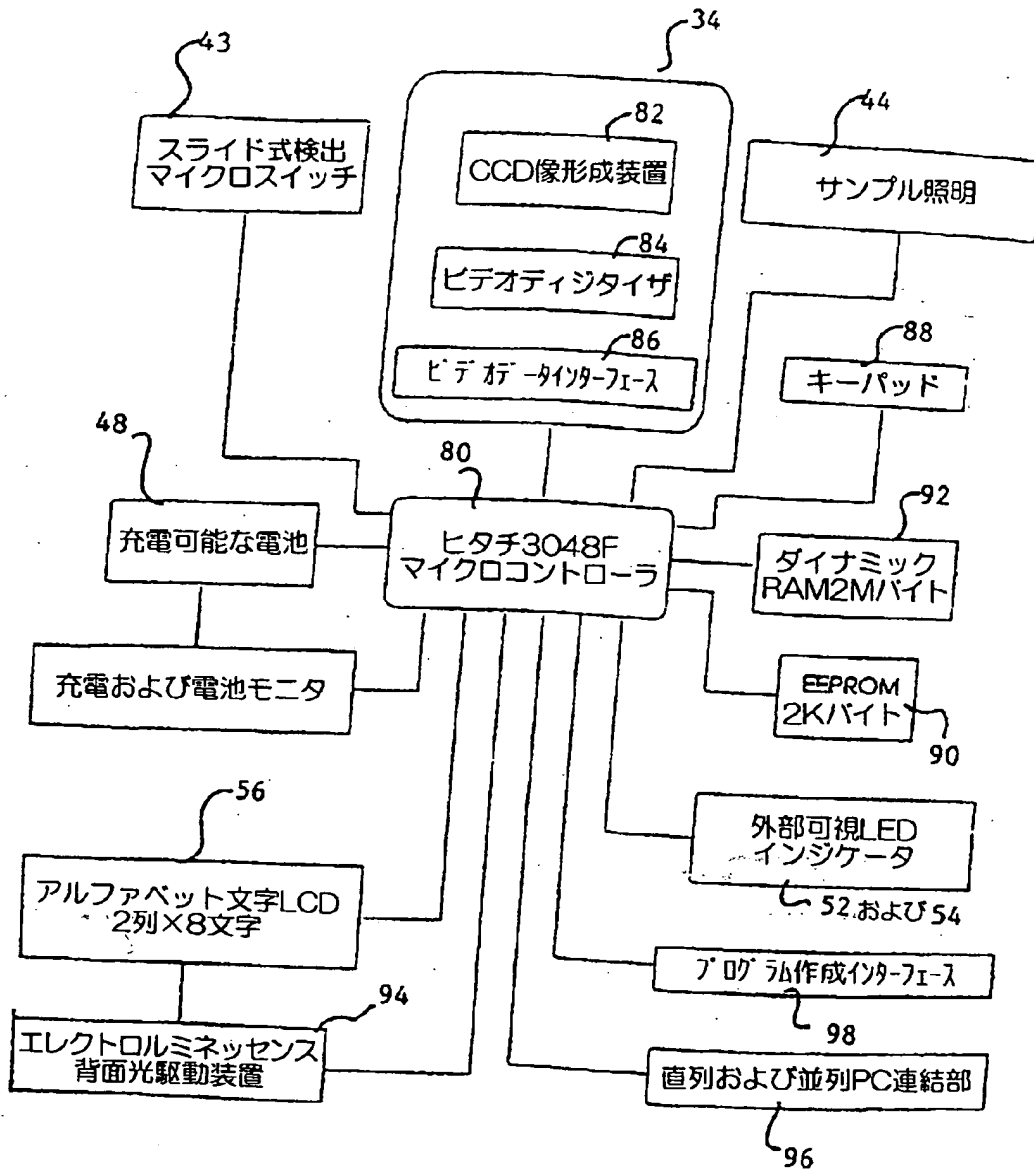 43
34
44
スライド式検出
マイクロスイッチ
82
CCD像形成装置
サンプル照明
84
ビデオディジタイザ
86
ビデオデータインターフェース
88
キーパッド
48
80
92
充電可能な電池
ヒタチ3048F
マイクロコントローラ
ダイナミック
RAM2Mバイト
充電および電池モニタ
EEPROM
2Kバイト
90
56
外部可視LED
インジケータ
アルファベット文字LCD
2列×8文字
52および54
プログラム作成インターフェース
94
98
エレクトロルミネッセンス
背面光駆動装置
直列および並列PC連結部
96